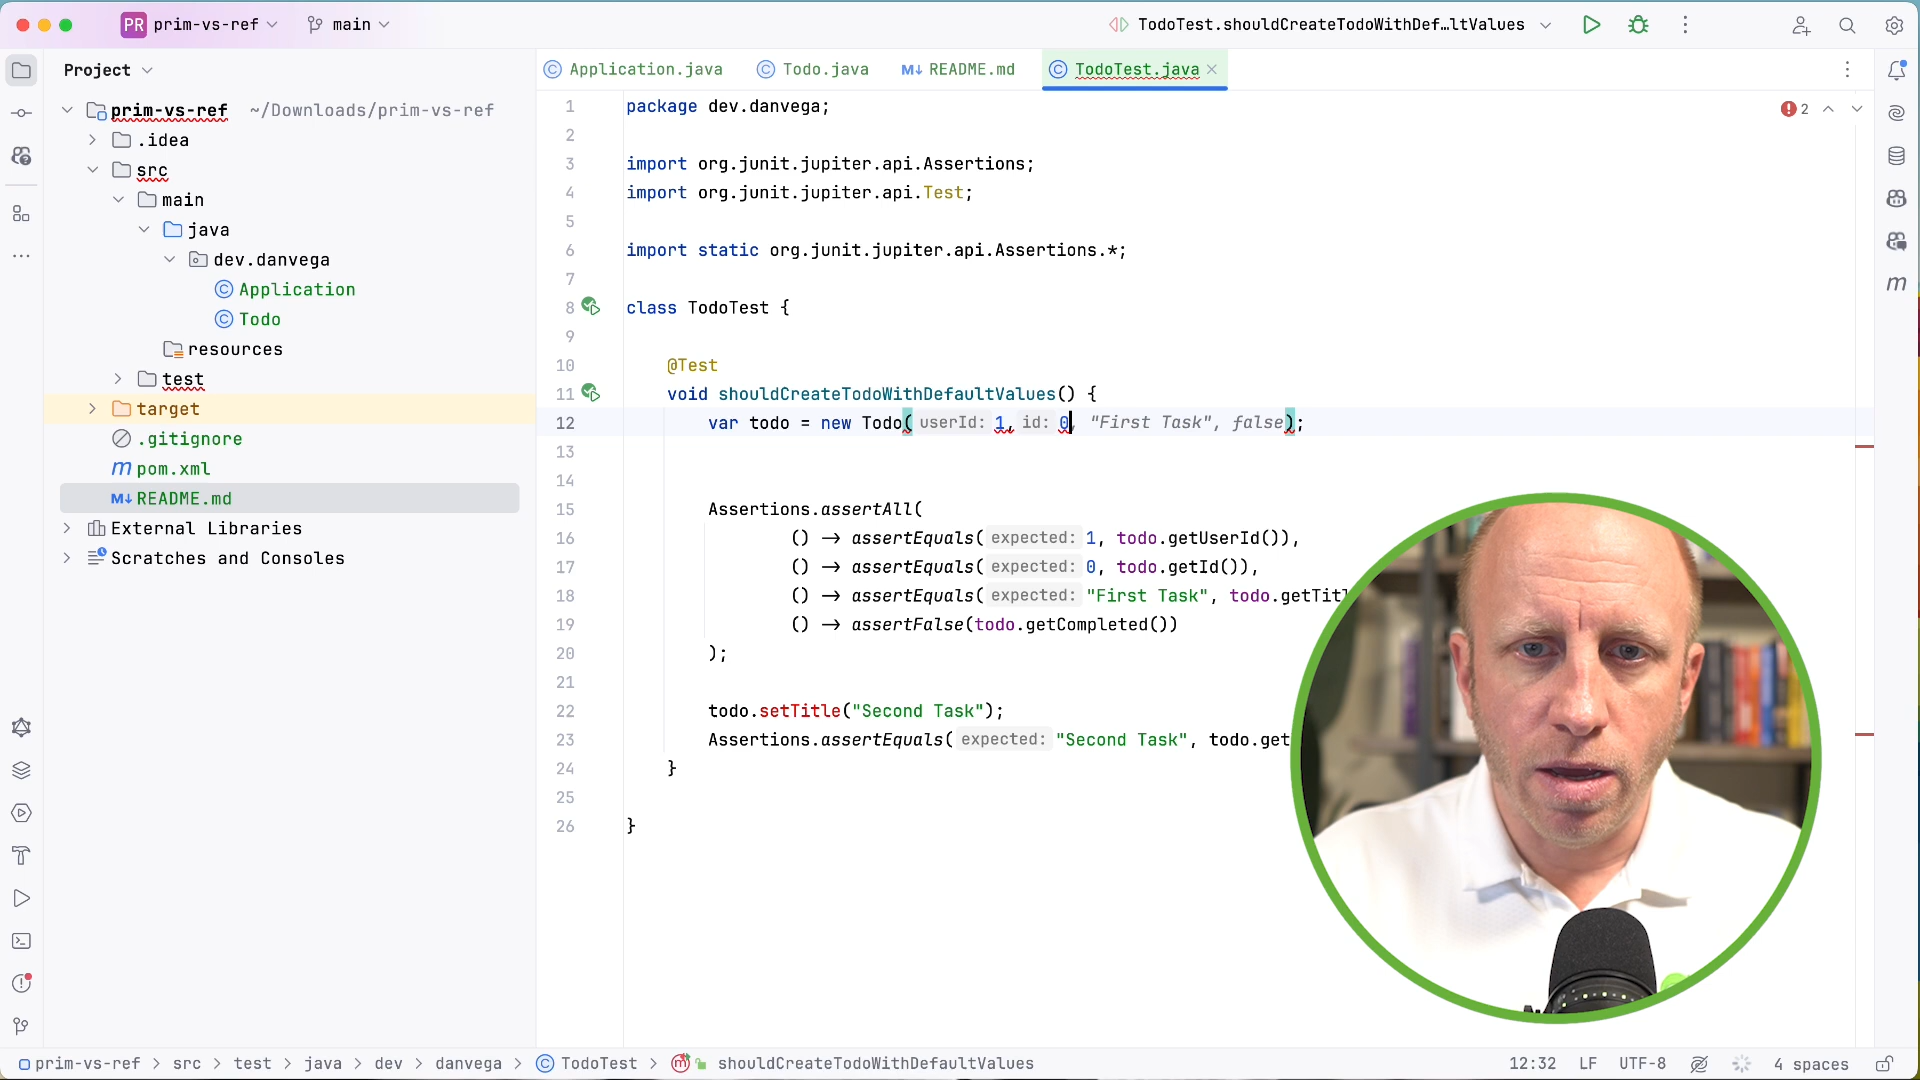 PR prim-vs-ref main TodoTest.shouldCreateTodoWithDef…ltValues
Project
prim-vs-ref ~/Downloads/prim-vs-ref
.idea
src
main
java
dev.danvega
Application
Todo
resources
test
target
.gitignore
pom.xml
README.md
External Libraries
Scratches and Consoles
Application.java Todo.java README.md TodoTest.java
2
1 package dev.danvega;
2
3 import org.junit.jupiter.api.Assertions;
4 import org.junit.jupiter.api.Test;
5
6 import static org.junit.jupiter.api.Assertions.*;
7
8 class TodoTest {
9
10 @Test
11 void shouldCreateTodoWithDefaultValues() {
12 var todo = new Todo( userId: 1, id: 0, "First Task", false);
13
14
15 Assertions.assertAll(
16 () → assertEquals( expected: 1, todo.getUserId()),
17 () → assertEquals( expected: 0, todo.getId()),
18 () → assertEquals( expected: "First Task", todo.getTitl
19 () → assertFalse(todo.getCompleted())
20 );
21
22 todo.setTitle("Second Task");
23 Assertions.assertEquals( expected: "Second Task", todo.get
24 }
25
26 }
prim-vs-ref > src > test > java > dev > danvega > TodoTest > shouldCreateTodoWithDefaultValues 12:32 LF UTF-8 4 spaces